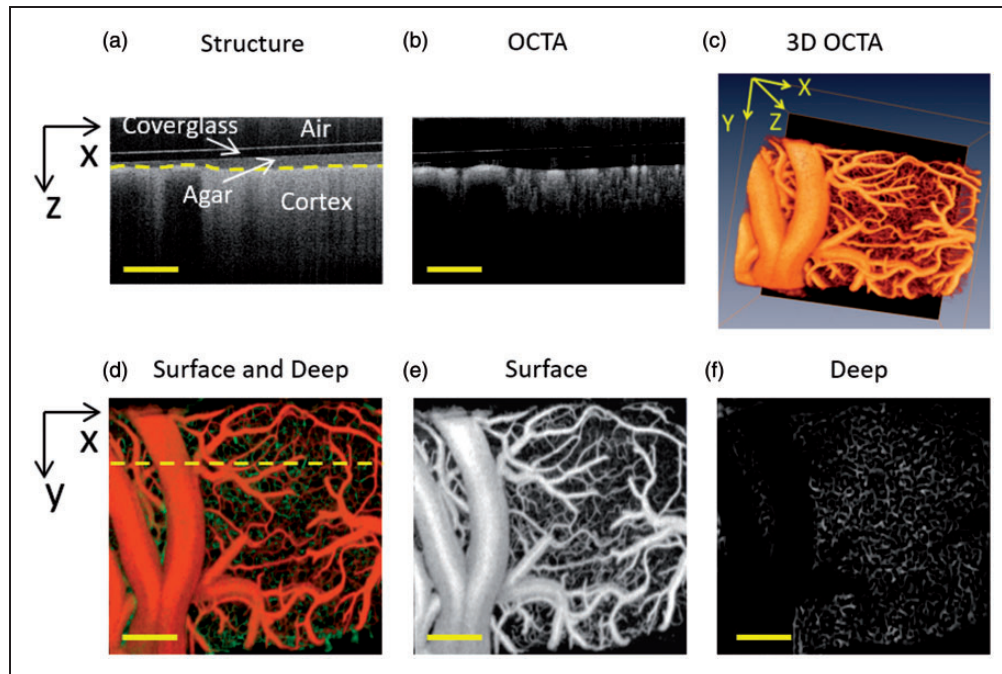 (a) Structure
(b) OCTA
(c) 3D OCTA
X
Z
Coverglass
Air
Agar
Cortex
X
Y
Z
(d) Surface and Deep
(e) Surface
(f) Deep
X
y